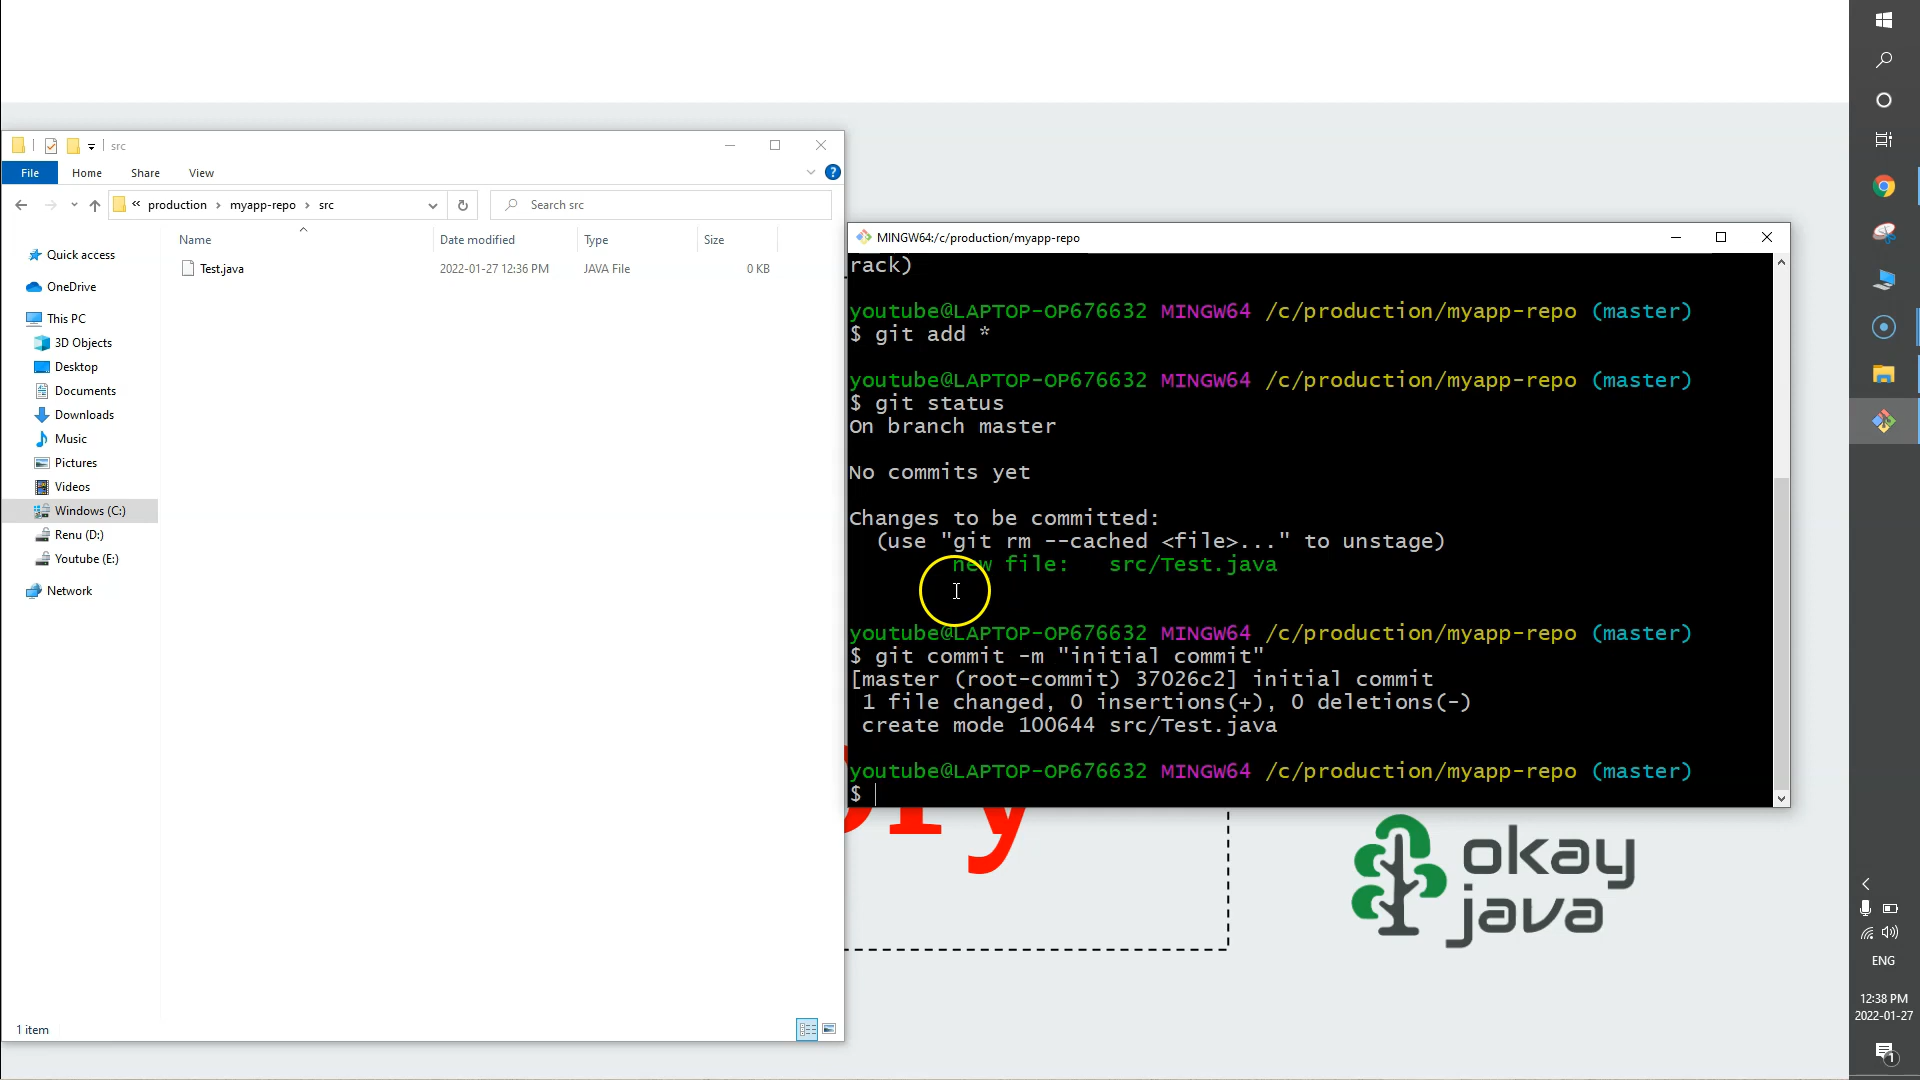 src
File
Home
Share
View
« production › myapp-repo › src
Search src
Name
Date modified
Type
Size
Test.java
2022-01-27 12:36 PM
JAVA File
0 KB
Quick access
OneDrive
This PC
3D Objects
Desktop
Documents
Downloads
Music
Pictures
Videos
Windows (C:)
Renu (D:)
Youtube (E:)
Network
1 item
MINGW64:/c/production/myapp-repo
rack)
youtube@LAPTOP-OP676632 MINGW64 /c/production/myapp-repo (master)
$ git add *
youtube@LAPTOP-OP676632 MINGW64 /c/production/myapp-repo (master)
$ git status
On branch master
No commits yet
Changes to be committed:
(use "git rm --cached <file>..." to unstage)
new file:   src/Test.java
youtube@LAPTOP-OP676632 MINGW64 /c/production/myapp-repo (master)
$ git commit -m "initial commit"
[master (root-commit) 37026c2] initial commit
1 file changed, 0 insertions(+), 0 deletions(-)
create mode 100644 src/Test.java
youtube@LAPTOP-OP676632 MINGW64 /c/production/myapp-repo (master)
$
okay
java
ENG
12:38 PM
2022-01-27
1